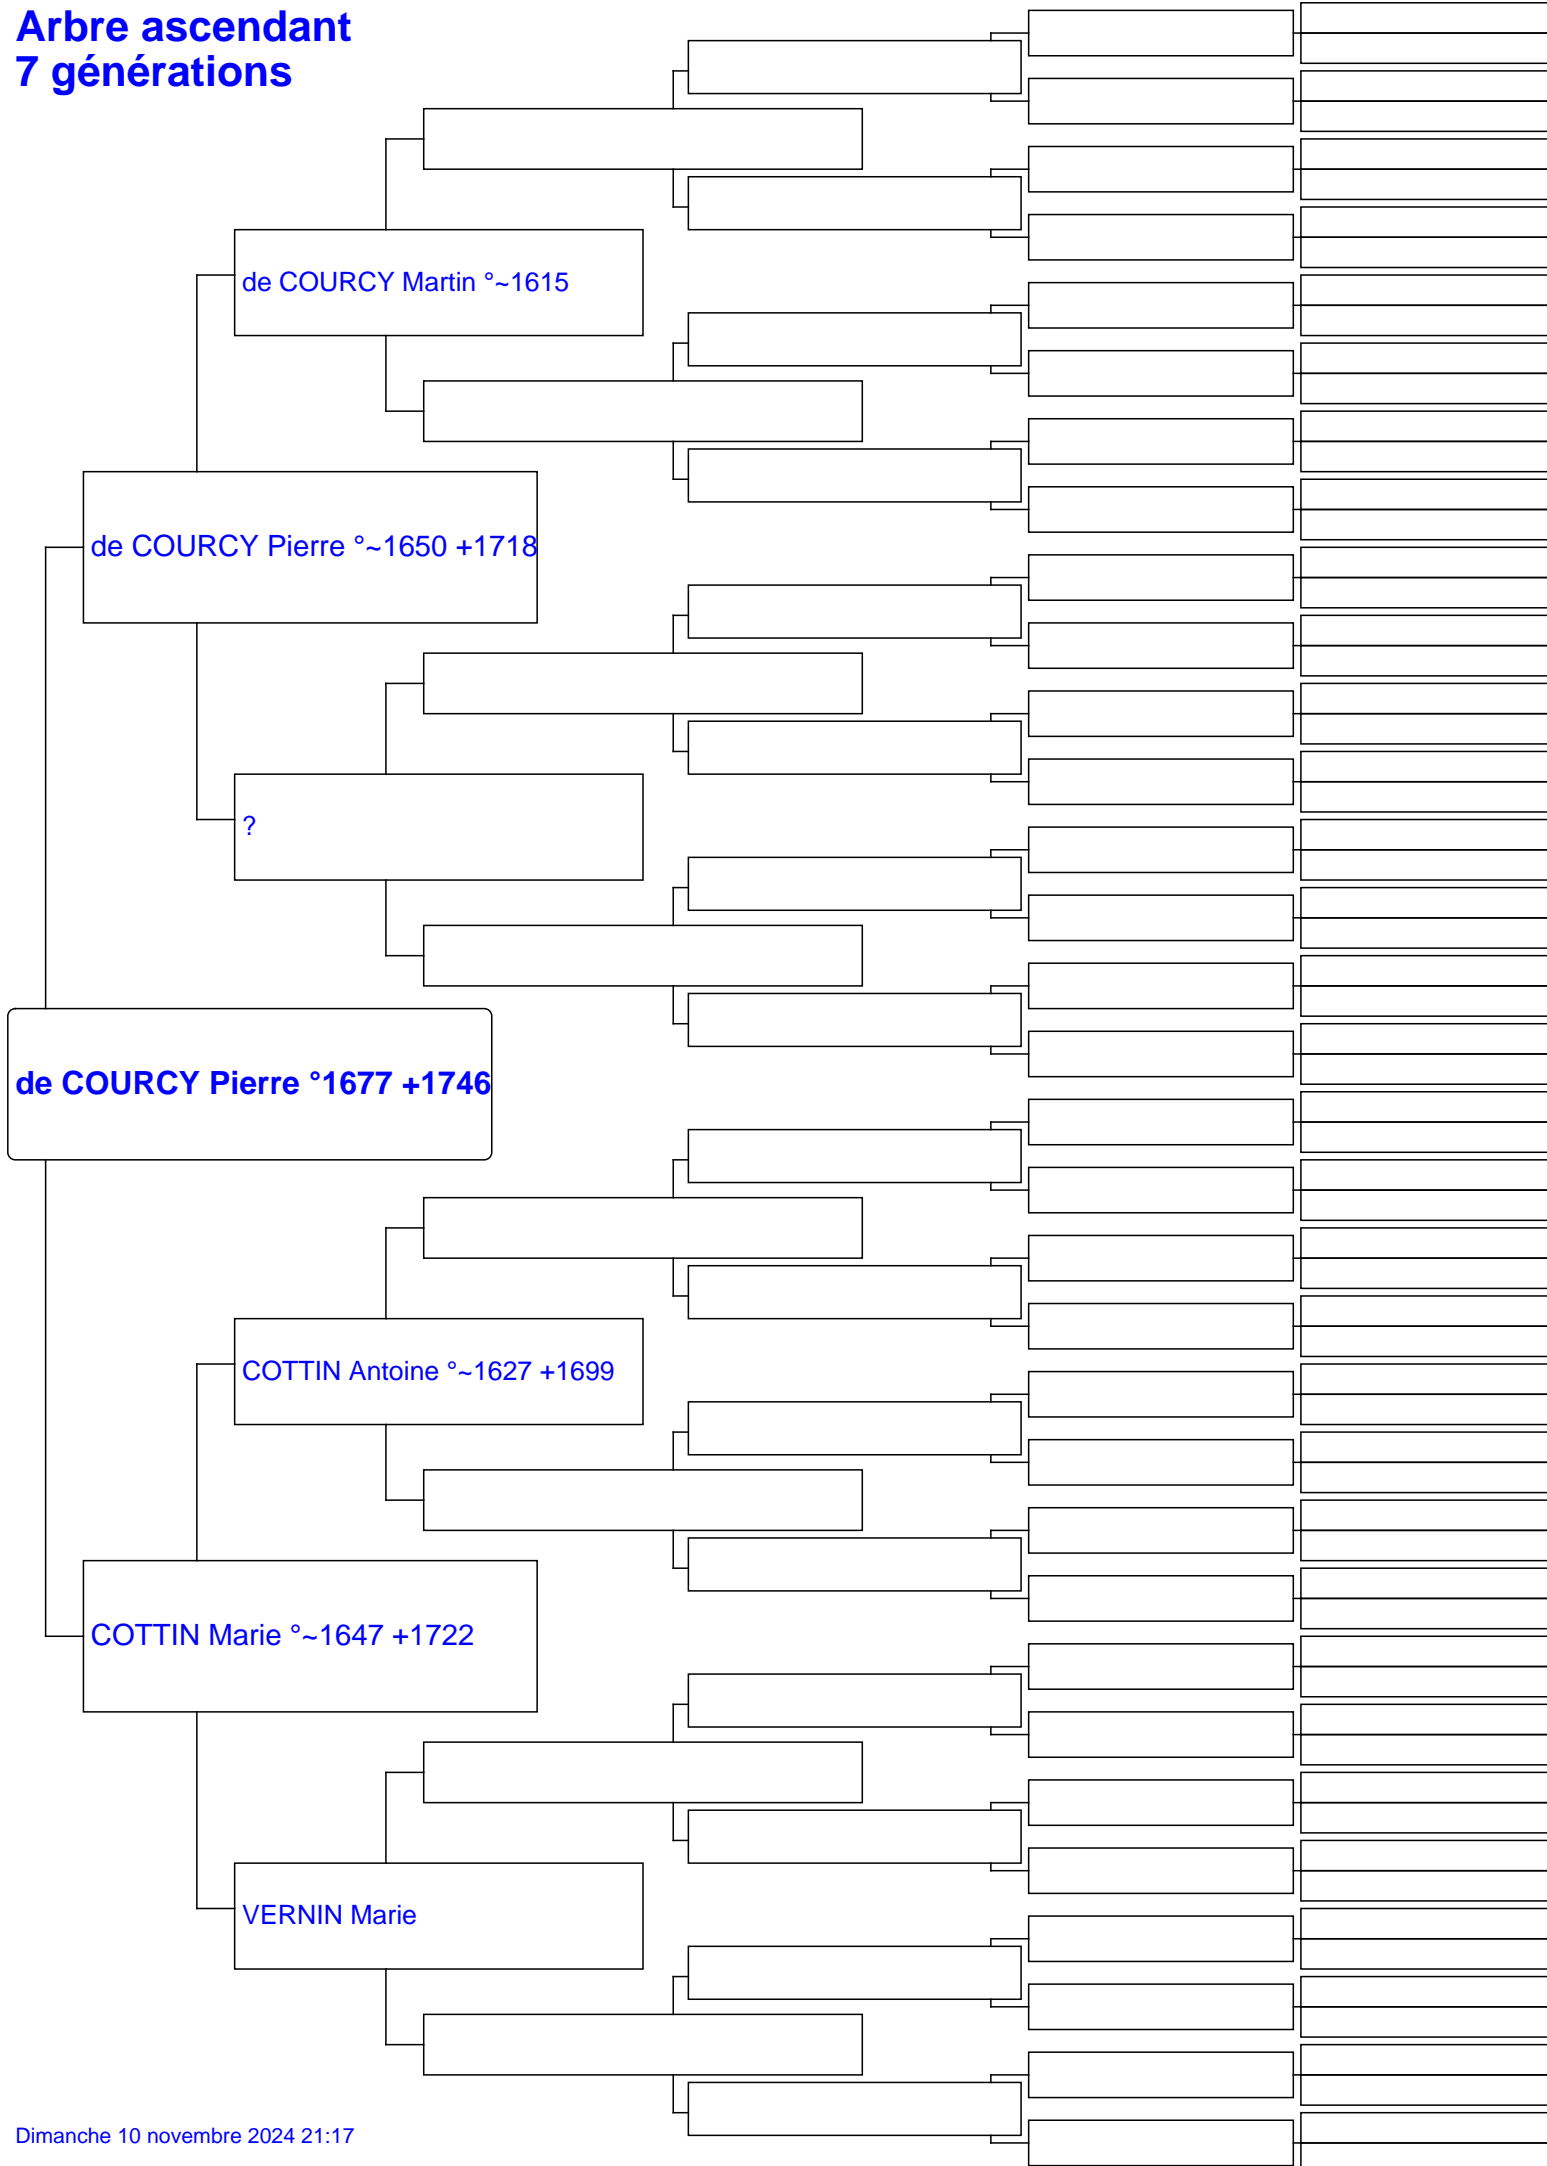 Arbre ascendant
7 générations
de COURCY Martin °~1615
de COURCY Pierre °~1650 +1718
?
de COURCY Pierre °1677 +1746
COTTIN Antoine °~1627 +1699
COTTIN Marie °~1647 +1722
VERNIN Marie
Dimanche 10 novembre 2024 21:17